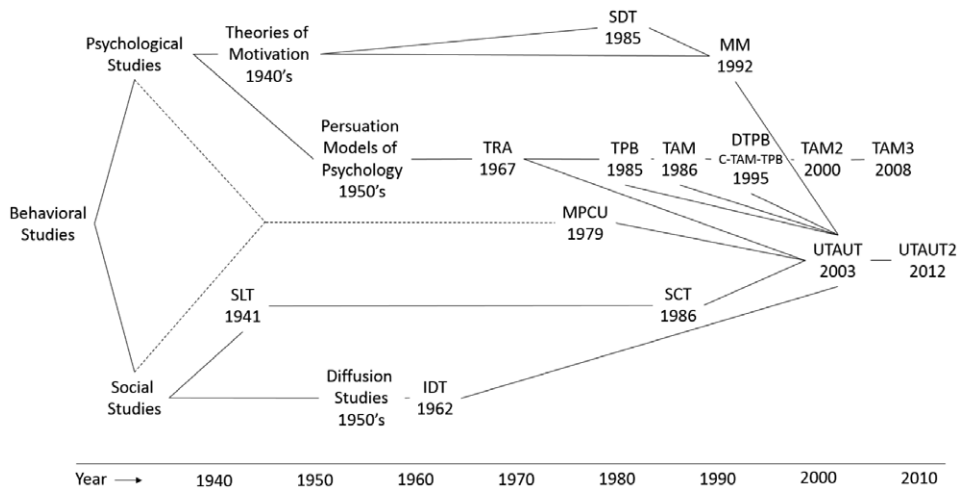 Psychological
Studies
Theories of
Motivation
1940's
SDT
1985
MM
1992
Persuation
Models of
Psychology
1950's
TRA
1967
TPB
1985
TAM
1986
DTPB
C-TAM-TPB
1995
TAM2
2000
TAM3
2008
Behavioral
Studies
MPCU
1979
UTAUT
2003
UTAUT2
2012
SLT
1941
SCT
1986
Social
Studies
Diffusion
Studies
1950's
IDT
1962
Year 1940 1950 1960 1970 1980 1990 2000 2010